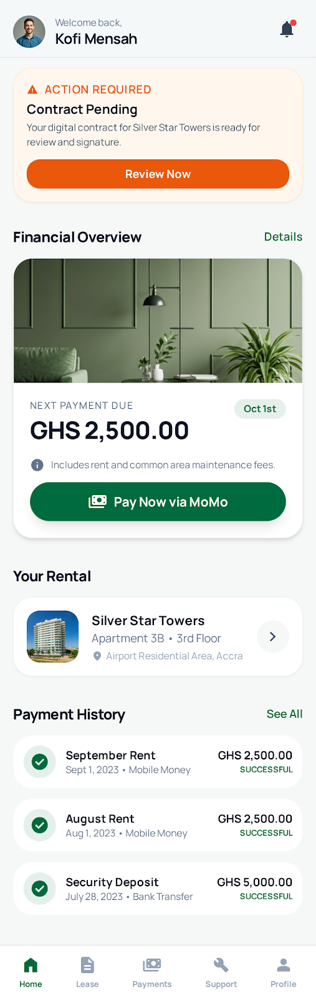 Welcome back,
Kofi Mensah
ACTION REQUIRED
Contract Pending
Your digital contract for Silver Star Towers is ready for
review and signature.
Review Now
Financial Overview
Details
NEXT PAYMENT DUE
Oct 1st
GHS 2,500.00
Includes rent and common area maintenance fees.
Pay Now via MoMo
Your Rental
Silver Star Towers
Apartment 3B • 3rd Floor
Airport Residential Area, Accra
Payment History
See All
September Rent
GHS 2,500.00
Sept 1, 2023 • Mobile Money
SUCCESSFUL
August Rent
GHS 2,500.00
Aug 1, 2023 • Mobile Money
SUCCESSFUL
Security Deposit
GHS 5,000.00
July 28, 2023 • Bank Transfer
SUCCESSFUL
Home
Lease
Payments
Support
Profile